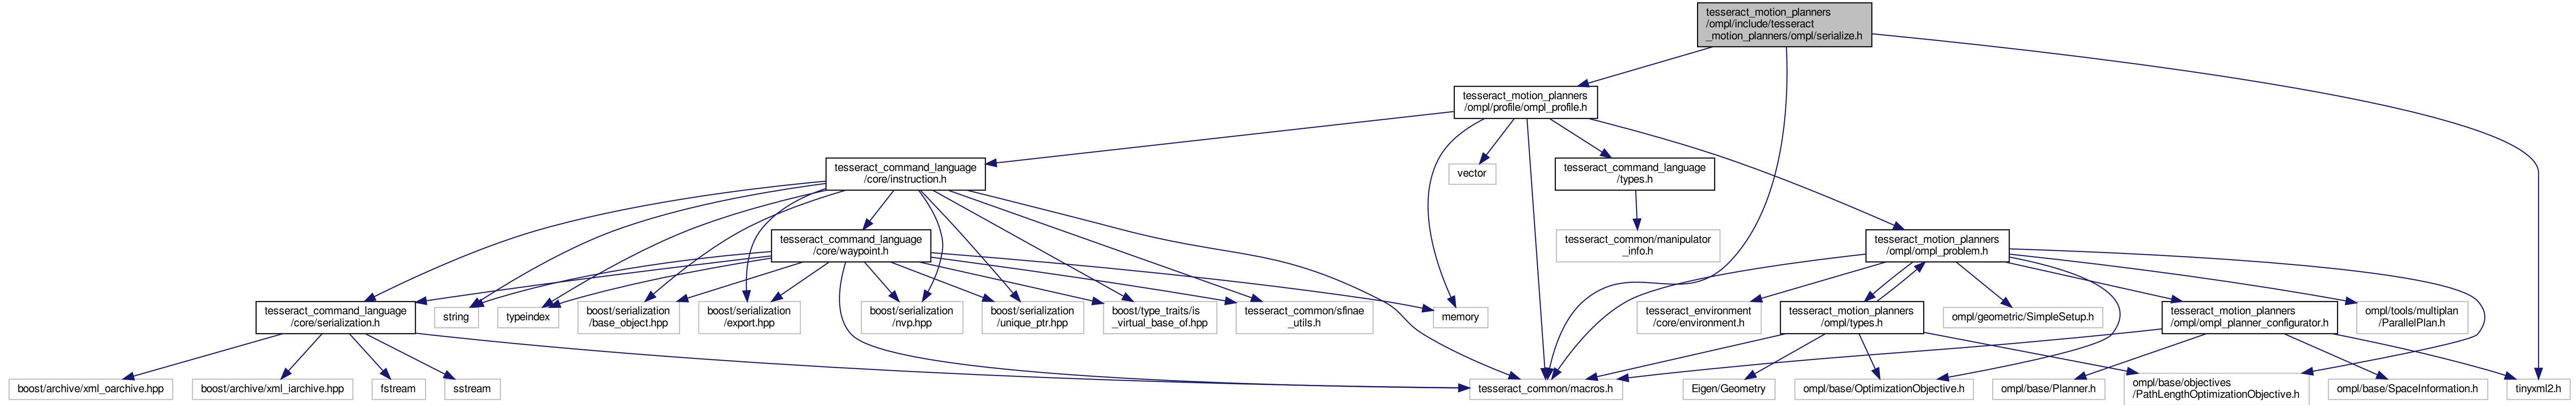 tesseract_motion_planners
/ompl/include/tesseract
_motion_planners/ompl/serialize.h
tesseract_motion_planners
/ompl/profile/ompl_profile.h
tesseract_command_language
/core/instruction.h
vector
tesseract_command_language
/types.h
tesseract_command_language
/core/waypoint.h
tesseract_common/manipulator
_info.h
tesseract_motion_planners
/ompl/ompl_problem.h
tesseract_command_language
/core/serialization.h
string
typeindex
boost/serialization
/base_object.hpp
boost/serialization
/export.hpp
boost/serialization
/nvp.hpp
boost/serialization
/unique_ptr.hpp
boost/type_traits/is
_virtual_base_of.hpp
tesseract_common/sfinae
_utils.h
memory
tesseract_environment
/core/environment.h
tesseract_motion_planners
/ompl/types.h
ompl/geometric/SimpleSetup.h
tesseract_motion_planners
/ompl/ompl_planner_configurator.h
ompl/tools/multiplan
/ParallelPlan.h
boost/archive/xml_oarchive.hpp
boost/archive/xml_iarchive.hpp
fstream
sstream
tesseract_common/macros.h
Eigen/Geometry
ompl/base/OptimizationObjective.h
ompl/base/Planner.h
ompl/base/objectives
/PathLengthOptimizationObjective.h
ompl/base/SpaceInformation.h
tinyxml2.h